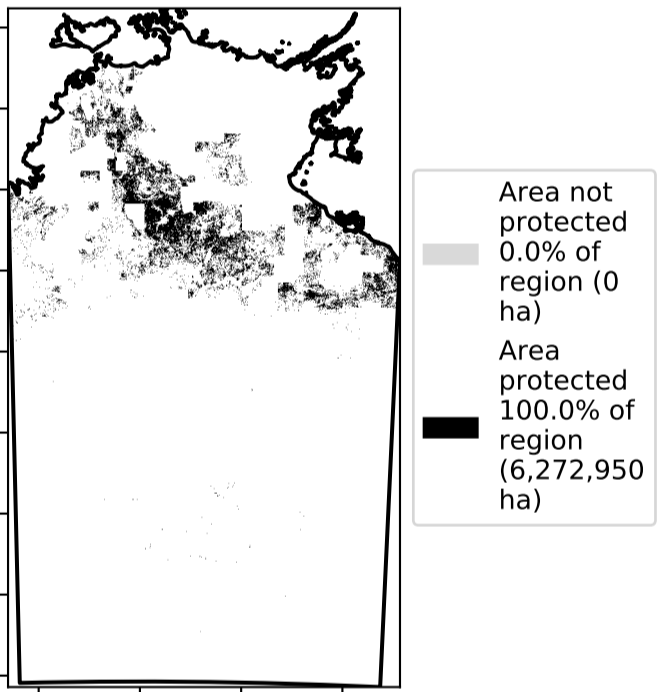 Area not
protected
0.0% of
region (0
ha)
Area
protected
100.0% of
region
(6,272,950
ha)